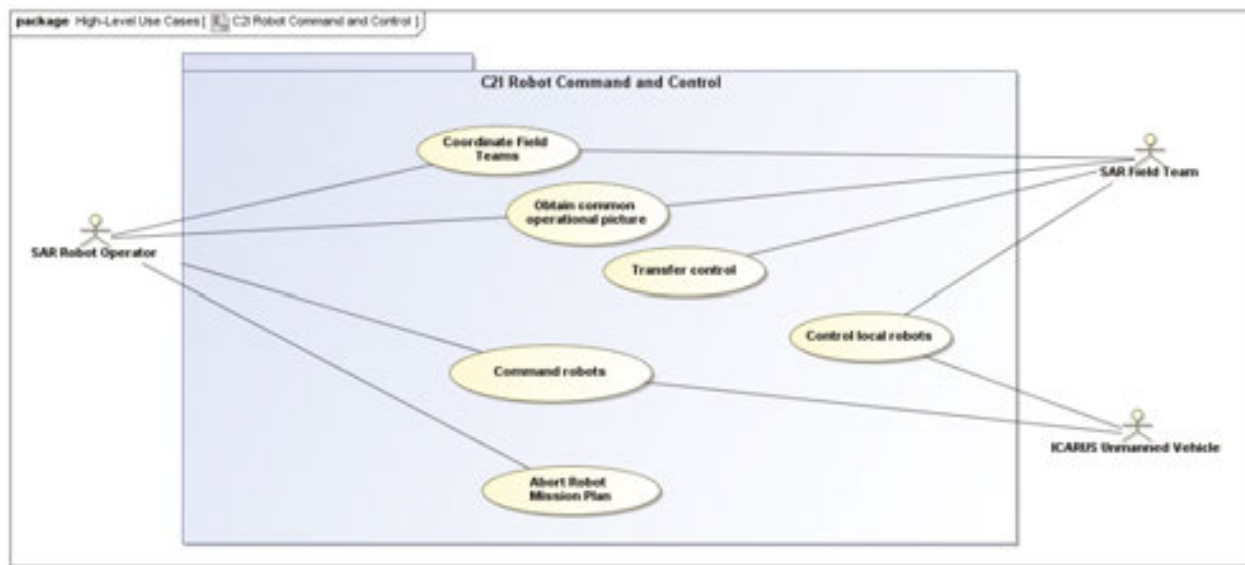 package High-Level Use Cases [ C2I Robot Command and Control ]
C2I Robot Command and Control
Coordinate Field
Teams
SAR Field Team
Obtain common
operational picture
SAR Robot Operator
Transfer control
Control local robots
Command robots
ICARUS Unmanned Vehicle
Abort Robot
Mission Plan